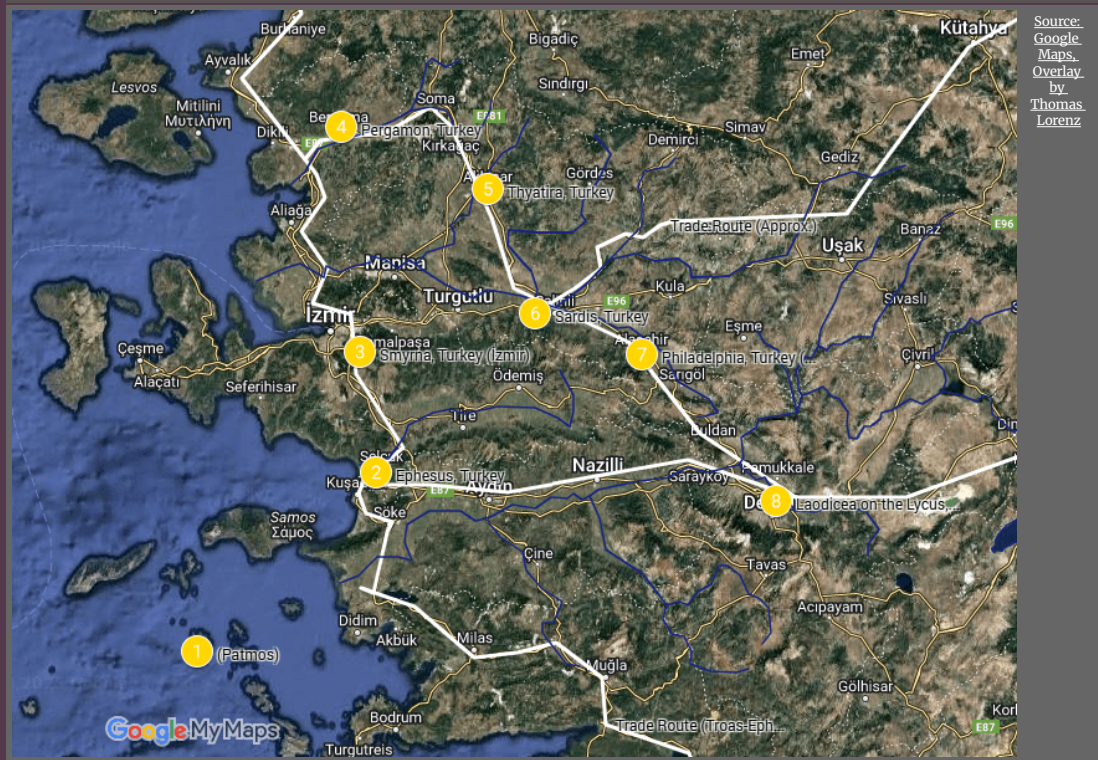 Burhaniye
Bigadiç
Kütahya
Source:
Google
Maps,
Overlay
by
Thomas
Lorenz
Ayvalık
Emet
Lesvos
Sındırgı
Mitilini
Μυτιλήνη
Soma
E881
4
Pergamon, Turkey
Dikili
Simav
Demirci
Kırkağaç
Gediz
Gördes
5
Thyatira, Turkey
Aliağa
Trade Route (Approx.)
E96
Banaz
Uşak
Manisa
Turgutlu
Kula
E96
Sivaslı
İzmir
6
Sardis, Turkey
Eşme
Çeşme
3
Smyrna, Turkey (İzmir)
7
Philadelphia, Turkey (...
Çivril
Alaçatı
Seferihisar
Ödemiş
Sarıgöl
Tire
Buldan
Selçuk
2
Ephesus, Turkey
Nazilli
Pamukkale
Sarayköy
E87
Aydın
8
Laodicea on the Lycus,...
Samos
Σάμος
Söke
Çine
Tavas
Acıpayam
Didim
Akbük
Milas
1
(Patmos)
Muğla
Gölhisar
Bodrum
Trade Route (Troas-Eph...
E87
Google My Maps
Turgutreis